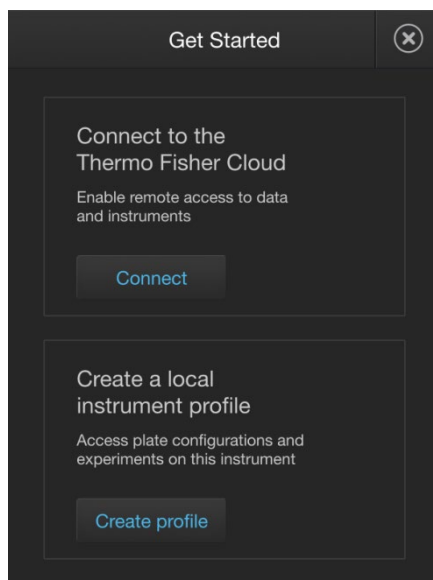 Get Started
Connect to the
Thermo Fisher Cloud
Enable remote access to data
and instruments
Connect
Create a local
instrument profile
Access plate configurations and
experiments on this instrument
Create profile